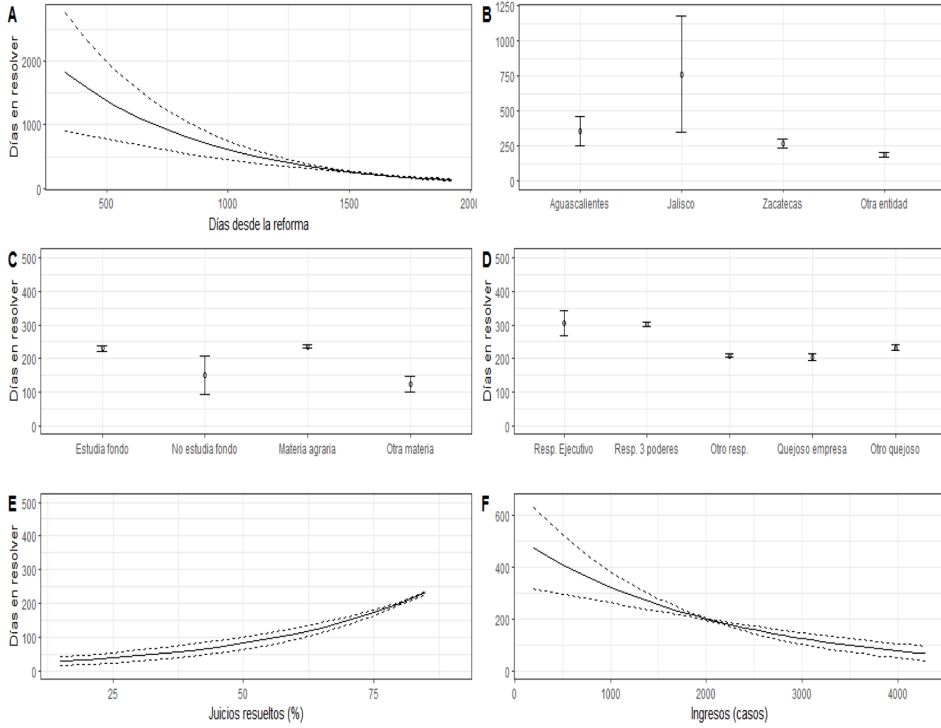 A
Días en resolver
2000
1000
0
500
1000
1500
200
Días desde la reforma
B
1250
1000
750
500
250
0
Aguascalientes
Jalisco
Zacatecas
Otra entidad
C
Días en resolver
500
400
300
200
100
0
Estudia fondo
No estudia fondo
Materia agraria
Otra materia
D
Días en resolver
500
400
300
200
100
0
Resp. Ejecutivo
Resp. 3 poderes
Otro resp.
Quejoso empresa
Otro quejoso
E
Días en resolver
500
400
300
200
100
0
25
50
75
Juicios resueltos (%)
F
600
400
200
0
0
1000
2000
3000
4000
Ingresos (casos)